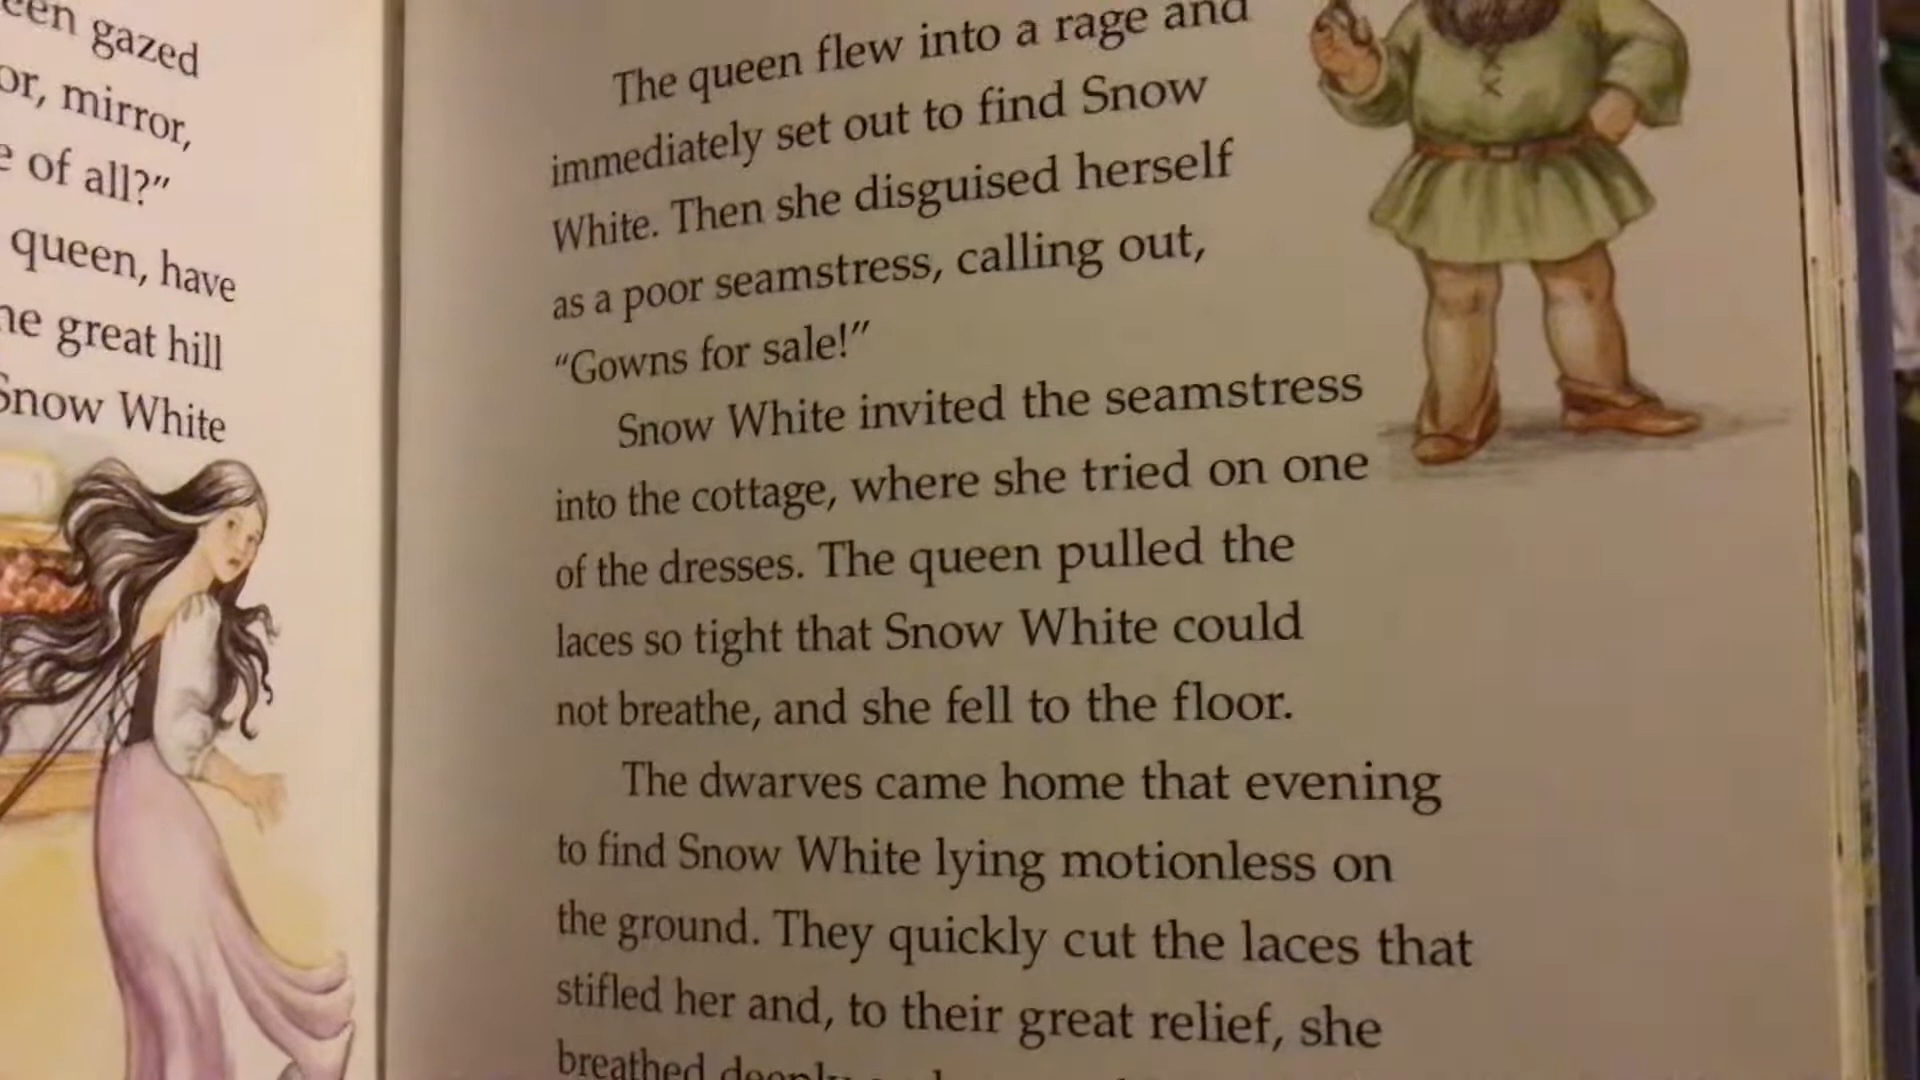 gazed
mirror,
of all?”
queen, have
great hill
Snow White
The queen flew into a rage and
immediately set out to find Snow
White. Then she disguised herself
as a poor seamstress, calling out,
“Gowns for sale!”
Snow White invited the seamstress
into the cottage, where she tried on one
of the dresses. The queen pulled the
laces so tight that Snow White could
not breathe, and she fell to the floor.
The dwarves came home that evening
to find Snow White lying motionless on
the ground. They quickly cut the laces that
stifled her and, to their great relief, she
breathed deeply